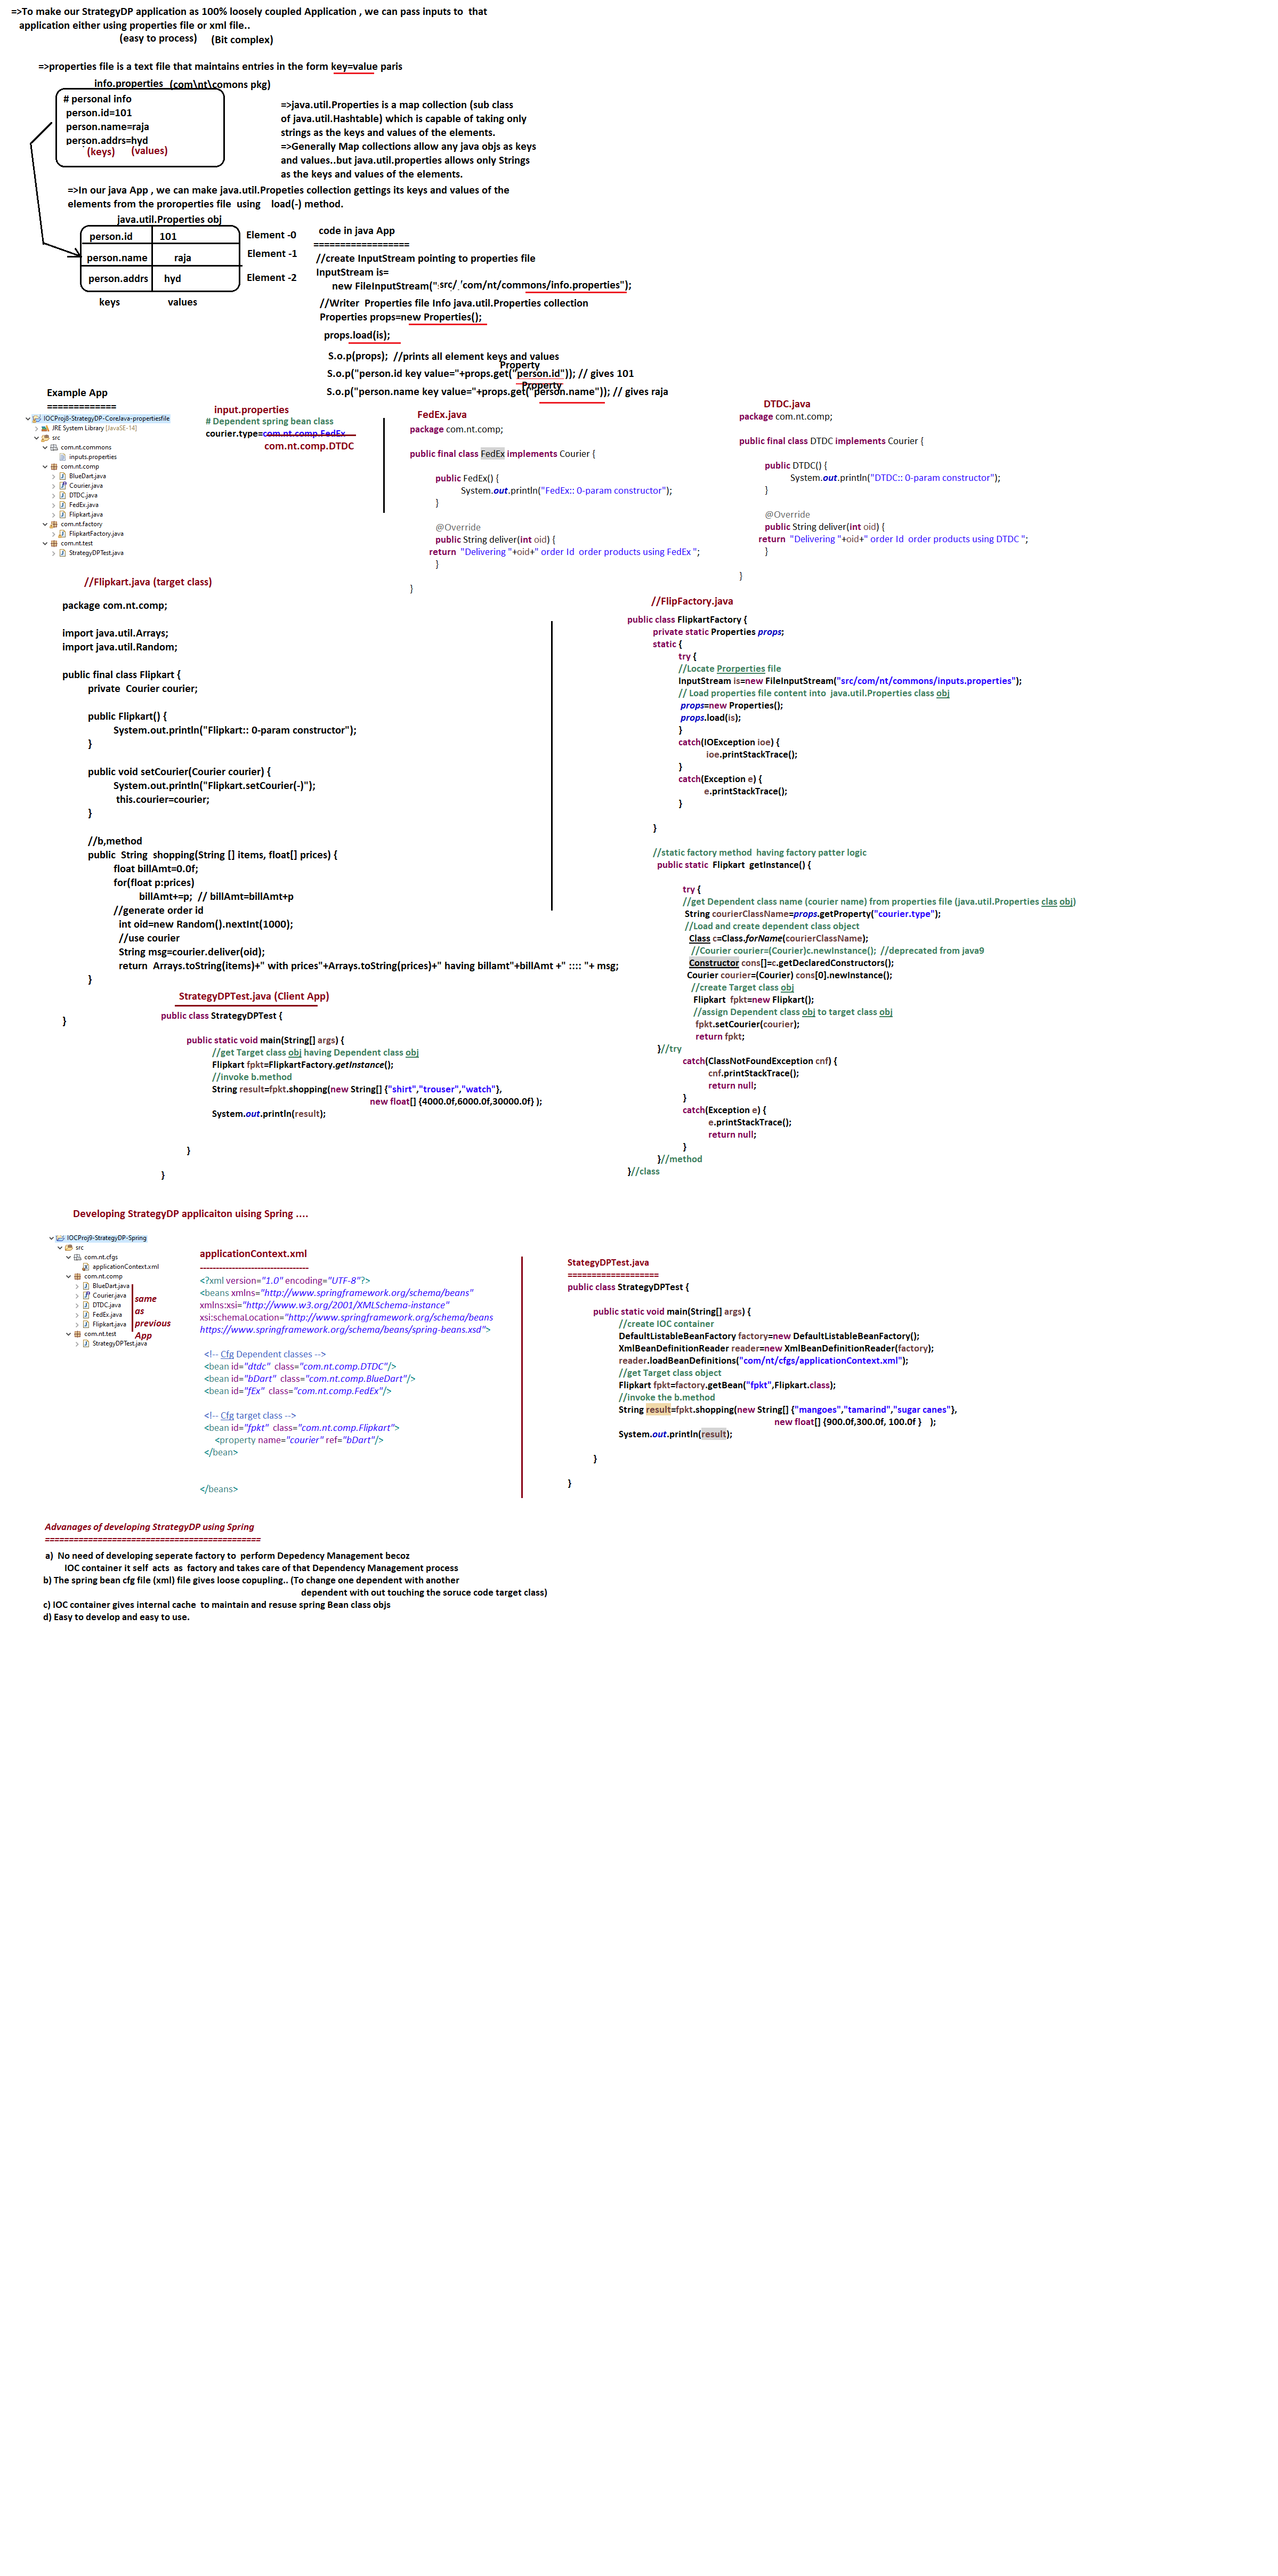 =>To make our StrategyDP application as 100% loosely coupled Application , we can pass inputs to that
application either using properties file or xml file..
(easy to process) (Bit complex)
=>properties file is a text file that maintains entries in the form key=value paris
info.properties (com\nt\comons pkg)
# personal info
person.id=101
person.name=raja
person.addrs=hyd
(keys) (values)
=>java.util.Properties is a map collection (sub class
of java.util.Hashtable) which is capable of taking only
strings as the keys and values of the elements.
=>Generally Map collections allow any java objs as keys
and values..but java.util.properties allows only Strings
as the keys and values of the elements.
=>In our java App , we can make java.util.Propeties collection gettings its keys and values of the
elements from the proroperties file using load(-) method.
java.util.Properties obj
person.id 101 Element -0
person.name raja Element -1
person.addrs hyd Element -2
keys values
code in java App
==================
//create InputStream pointing to properties file
InputStream is=
new FileInputStream("src/ com/nt/commons/info.properties");
//Writer Properties file Info java.util.Properties collection
Properties props=new Properties();
props.load(is);
S.o.p(props); //prints all element keys and values
Property
S.o.p("person.id key value="+props.get("person.id")); // gives 101
Property
S.o.p("person.name key value="+props.get("person.name")); // gives raja
Example App
=============
IOCProj8-StrategyDP-CoreJava-propertiesfile
JRE System Library [JavaSE-14]
src
com.nt.commons
inputs.properties
com.nt.comp
BlueDart.java
Courier.java
DTDC.java
FedEx.java
Flipkart.java
com.nt.factory
FlipkartFactory.java
com.nt.test
StrategyDPTest.java
input.properties
# Dependent spring bean class
courier.type=com.nt.comp.FedEx
com.nt.comp.DTDC
FedEx.java
package com.nt.comp;
public final class FedEx implements Courier {
public FedEx() {
System.out.println("FedEx:: 0-param constructor");
}
@Override
public String deliver(int oid) {
return "Delivering "+oid+" order Id order products using FedEx ";
}
}
DTDC.java
package com.nt.comp;
public final class DTDC implements Courier {
public DTDC() {
System.out.println("DTDC:: 0-param constructor");
}
@Override
public String deliver(int oid) {
return "Delivering "+oid+" order Id order products using DTDC ";
}
}
//Flipkart.java (target class)
package com.nt.comp;
import java.util.Arrays;
import java.util.Random;
public final class Flipkart {
private Courier courier;
public Flipkart() {
System.out.println("Flipkart:: 0-param constructor");
}
public void setCourier(Courier courier) {
System.out.println("Flipkart.setCourier(-)");
this.courier=courier;
}
//b,method
public String shopping(String [] items, float[] prices) {
float billAmt=0.0f;
for(float p:prices)
billAmt+=p; // billAmt=billAmt+p
//generate order id
int oid=new Random().nextInt(1000);
//use courier
String msg=courier.deliver(oid);
return Arrays.toString(items)+" with prices"+Arrays.toString(prices)+" having billamt"+billAmt +" :::: "+ msg;
}
}
//FlipFactory.java
public class FlipkartFactory {
private static Properties props;
static {
try {
//Locate Prorperties file
InputStream is=new FileInputStream("src/com/nt/commons/inputs.properties");
// Load properties file content into java.util.Properties class obj
props=new Properties();
props.load(is);
}
catch(IOException ioe) {
ioe.printStackTrace();
}
catch(Exception e) {
e.printStackTrace();
}
}
//static factory method having factory patter logic
public static Flipkart getInstance() {
try {
//get Dependent class name (courier name) from properties file (java.util.Properties clas obj)
String courierClassName=props.getProperty("courier.type");
//Load and create dependent class object
Class c=Class.forName(courierClassName);
//Courier courier=(Courier)c.newInstance(); //deprecated from java9
Constructor cons[]=c.getDeclaredConstructors();
Courier courier=(Courier) cons[0].newInstance();
//create Target class obj
Flipkart fpkt=new Flipkart();
//assign Dependent class obj to target class obj
fpkt.setCourier(courier);
return fpkt;
}//try
catch(ClassNotFoundException cnf) {
cnf.printStackTrace();
return null;
}
catch(Exception e) {
e.printStackTrace();
return null;
}
}//method
}//class
StrategyDPTest.java (Client App)
public class StrategyDPTest {
public static void main(String[] args) {
//get Target class obj having Dependent class obj
Flipkart fpkt=FlipkartFactory.getInstance();
//invoke b.method
String result=fpkt.shopping(new String[] {"shirt","trouser","watch"},
new float[] {4000.0f,6000.0f,30000.0f} );
System.out.println(result);
}
}
Developing StrategyDP applicaiton uising Spring ....
IOCProj9-StrategyDP-Spring
src
com.nt.cfgs
applicationContext.xml
com.nt.comp
BlueDart.java
Courier.java
DTDC.java
FedEx.java
Flipkart.java
com.nt.test
StrategyDPTest.java
same
as
previous
App
applicationContext.xml
----------------------------------
<?xml version="1.0" encoding="UTF-8"?>
<beans xmlns="http://www.springframework.org/schema/beans"
xmlns:xsi="http://www.w3.org/2001/XMLSchema-instance"
xsi:schemaLocation="http://www.springframework.org/schema/beans
https://www.springframework.org/schema/beans/spring-beans.xsd">
<!-- Cfg Dependent classes -->
<bean id="dtdc" class="com.nt.comp.DTDC"/>
<bean id="bDart" class="com.nt.comp.BlueDart"/>
<bean id="fEx" class="com.nt.comp.FedEx"/>
<!-- Cfg target class -->
<bean id="fpkt" class="com.nt.comp.Flipkart">
<property name="courier" ref="bDart"/>
</bean>
</beans>
StategyDPTest.java
===================
public class StrategyDPTest {
public static void main(String[] args) {
//create IOC container
DefaultListableBeanFactory factory=new DefaultListableBeanFactory();
XmlBeanDefinitionReader reader=new XmlBeanDefinitionReader(factory);
reader.loadBeanDefinitions("com/nt/cfgs/applicationContext.xml");
//get Target class object
Flipkart fpkt=factory.getBean("fpkt",Flipkart.class);
//invoke the b.method
String result=fpkt.shopping(new String[] {"mangoes","tamarind","sugar canes"},
new float[] {900.0f,300.0f, 100.0f } );
System.out.println(result);
}
}
Advanages of developing StrategyDP using Spring
=============================================
a) No need of developing seperate factory to perform Depedency Management becoz
IOC container it self acts as factory and takes care of that Dependency Management process
b) The spring bean cfg file (xml) file gives loose copupling.. (To change one dependent with another
dependent with out touching the soruce code target class)
c) IOC container gives internal cache to maintain and resuse spring Bean class objs
d) Easy to develop and easy to use.